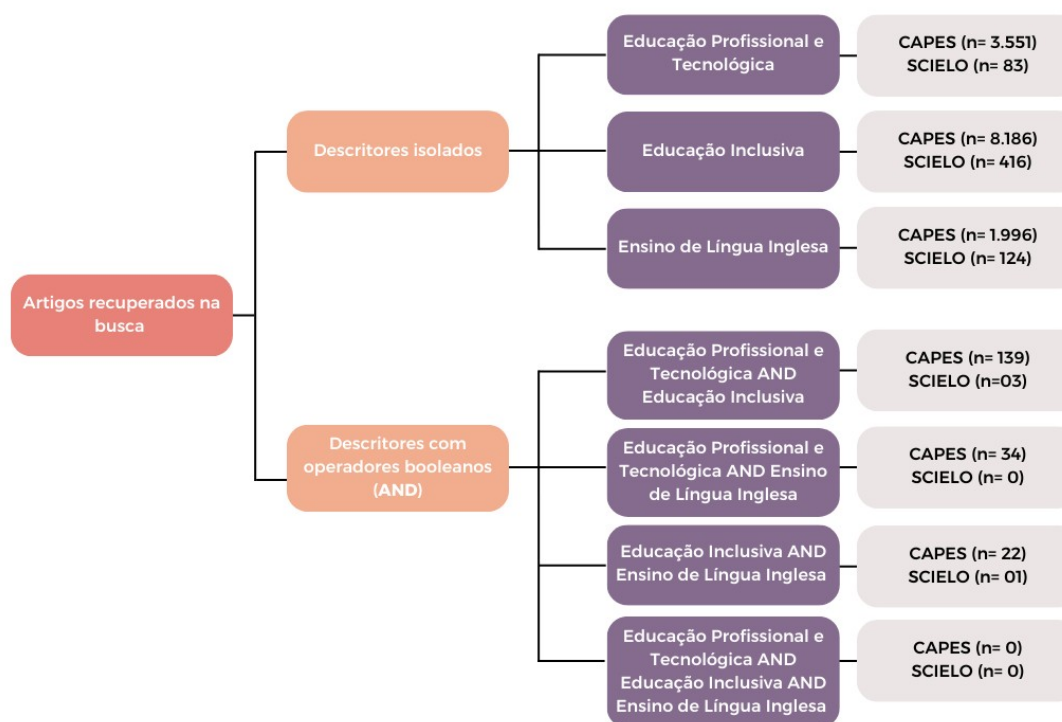 Artigos recuperados na
busca
Descritores isolados
Educação Profissional e
Tecnológica
CAPES (n= 3.551)
SCIELO (n= 83)
Educação Inclusiva
CAPES (n= 8.186)
SCIELO (n= 416)
Ensino de Língua Inglesa
CAPES (n= 1.996)
SCIELO (n= 124)
Descritores com
operadores booleanos
(AND)
Educação Profissional e
Tecnológica AND
Educação Inclusiva
CAPES (n= 139)
SCIELO (n=03)
Educação Profissional e
Tecnológica AND Ensino
de Língua Inglesa
CAPES (n= 34)
SCIELO (n= 0)
Educação Inclusiva AND
Ensino de Língua Inglesa
CAPES (n= 22)
SCIELO (n= 01)
Educação Profissional e
Tecnológica AND
Educação Inclusiva AND
Ensino de Língua Inglesa
CAPES (n= 0)
SCIELO (n= 0)